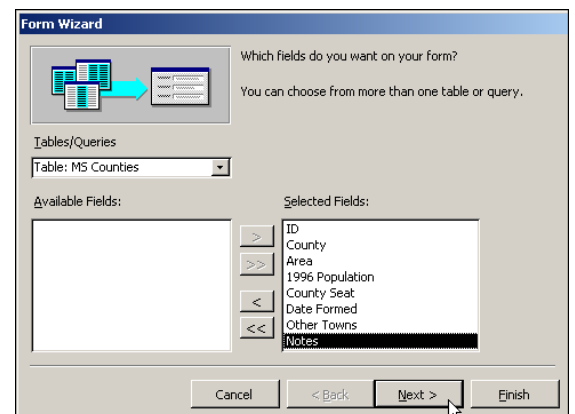 Form Wizard
Which fields do you want on your form?
You can choose from more than one table or query.
Tables/Queries
Table: MS Counties
Available Fields:
Selected Fields:
>
>>
<
<<
ID
County
Area
1996 Population
County Seat
Date Formed
Other Towns
Notes
Cancel
< Back
Next >
Finish